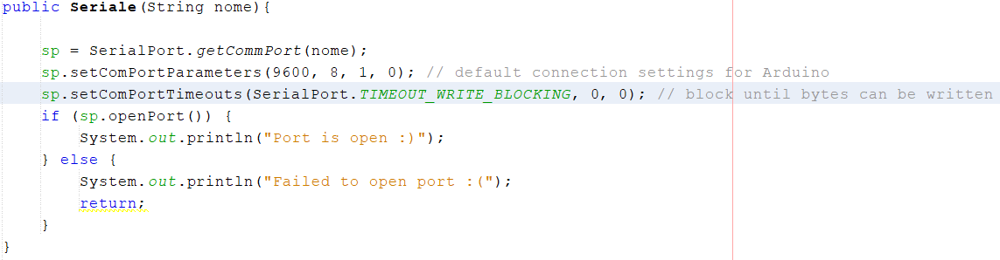 public Seriale(String nome){
sp = SerialPort.getCommPort(nome);
sp.setComPortParameters(9600, 8, 1, 0); // default connection settings for Arduino
sp.setComPortTimeouts(SerialPort.TIMEOUT_WRITE_BLOCKING, 0, 0); // block until bytes can be written
if (sp.openPort()) {
System.out.println("Port is open :)");
} else {
System.out.println("Failed to open port :(");
return;
}
}